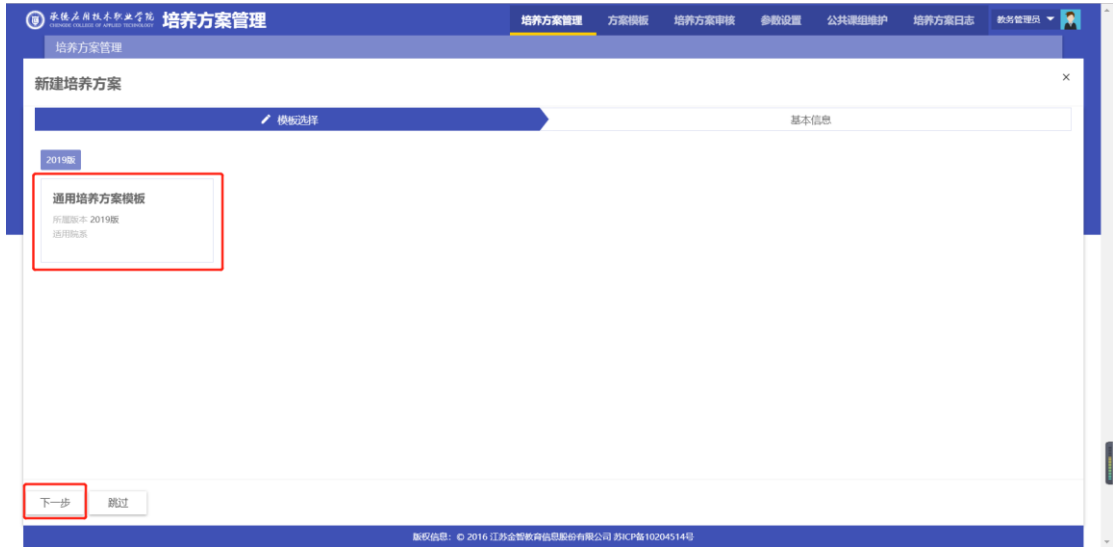 承德应用技术职业学院 培养方案管理 培养方案管理 方案模板 培养方案审核 参数设置 公共课组维护 培养方案日志 教务管理员
CHENGDE COLLEGE OF APPLIED TECHNOLOGY
培养方案管理
新建培养方案 ×
模板选择 基本信息
2019版
通用培养方案模板
所属版本 2019版
适用院系
下一步 跳过
版权信息：© 2016 江苏金智教育信息股份有限公司 苏ICP备10204514号